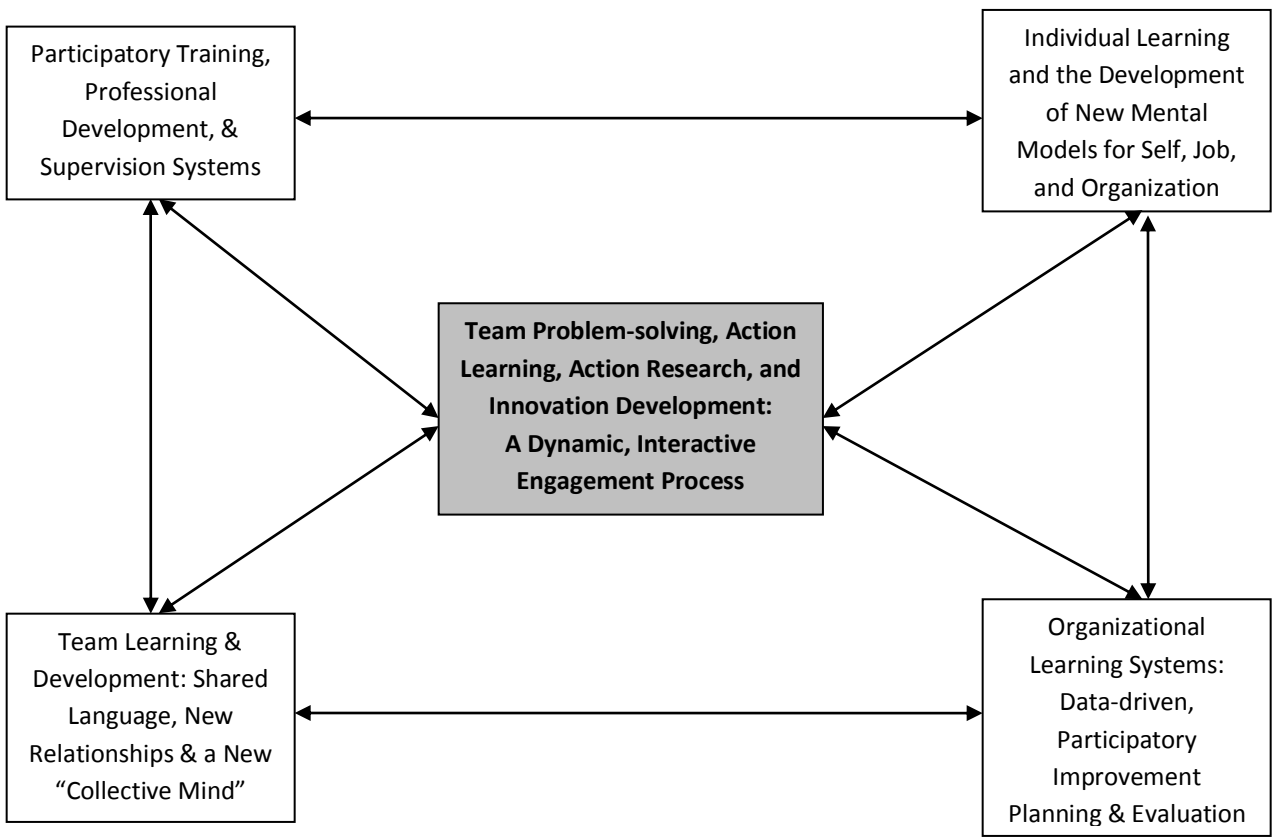 Participatory Training,
Professional
Development, &
Supervision Systems
Individual Learning
and the Development
of New Mental
Models for Self, Job,
and Organization
Team Problem-solving, Action
Learning, Action Research, and
Innovation Development:
A Dynamic, Interactive
Engagement Process
Team Learning &
Development: Shared
Language, New
Relationships & a New
“Collective Mind”
Organizational
Learning Systems:
Data-driven,
Participatory
Improvement
Planning & Evaluation